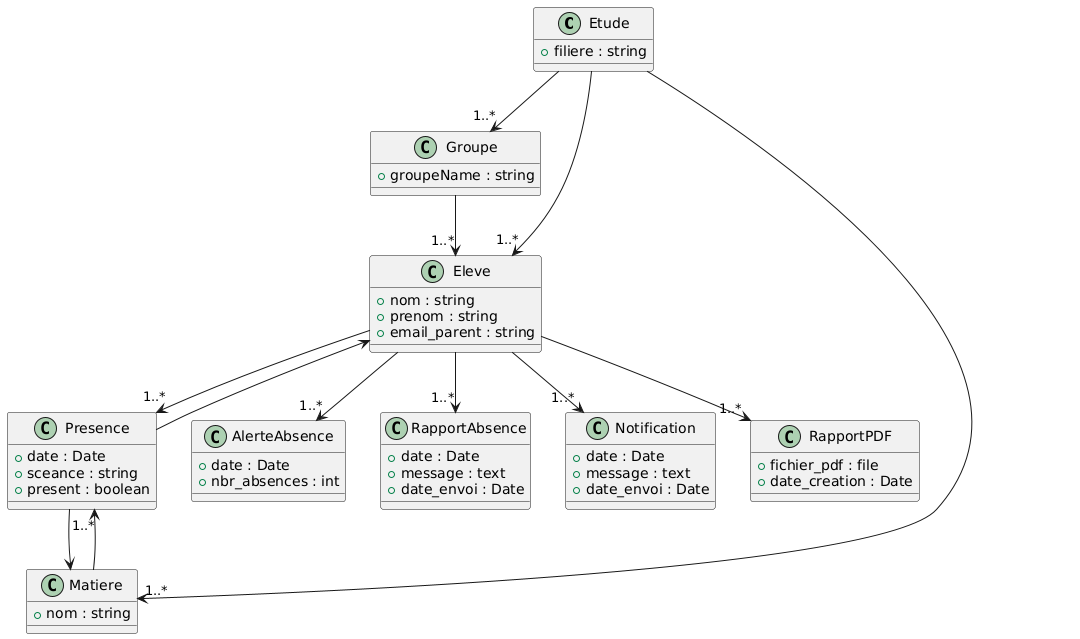 C Etude
+ filiere : string
1..*
C Groupe
+ groupeName : string
1..*
1..*
C Eleve
+ nom : string
+ prenom : string
+ email_parent : string
1..*
1..*
1..*
1..*
1..*
C Presence
+ date : Date
+ sceance : string
+ present : boolean
C AlerteAbsence
+ date : Date
+ nbr_absences : int
C RapportAbsence
+ date : Date
+ message : text
+ date_envoi : Date
C Notification
+ date : Date
+ message : text
+ date_envoi : Date
C RapportPDF
+ fichier_pdf : file
+ date_creation : Date
1..*
C Matiere
+ nom : string
1..*